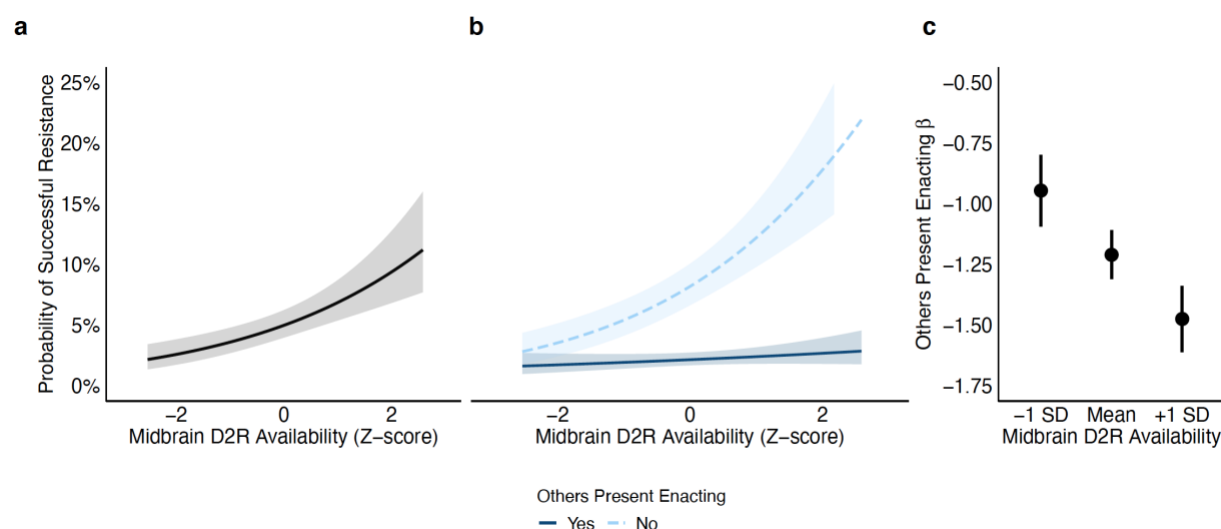 a
b
c
Probability of Successful Resistance
25%
20%
15%
10%
5%
0%
−2
0
2
Midbrain D2R Availability (Z−score)
−2
0
2
Midbrain D2R Availability (Z−score)
Others Present Enacting β
−0.50
−0.75
−1.00
−1.25
−1.50
−1.75
−1 SD Mean +1 SD
Midbrain D2R Availability
Others Present Enacting
Yes No